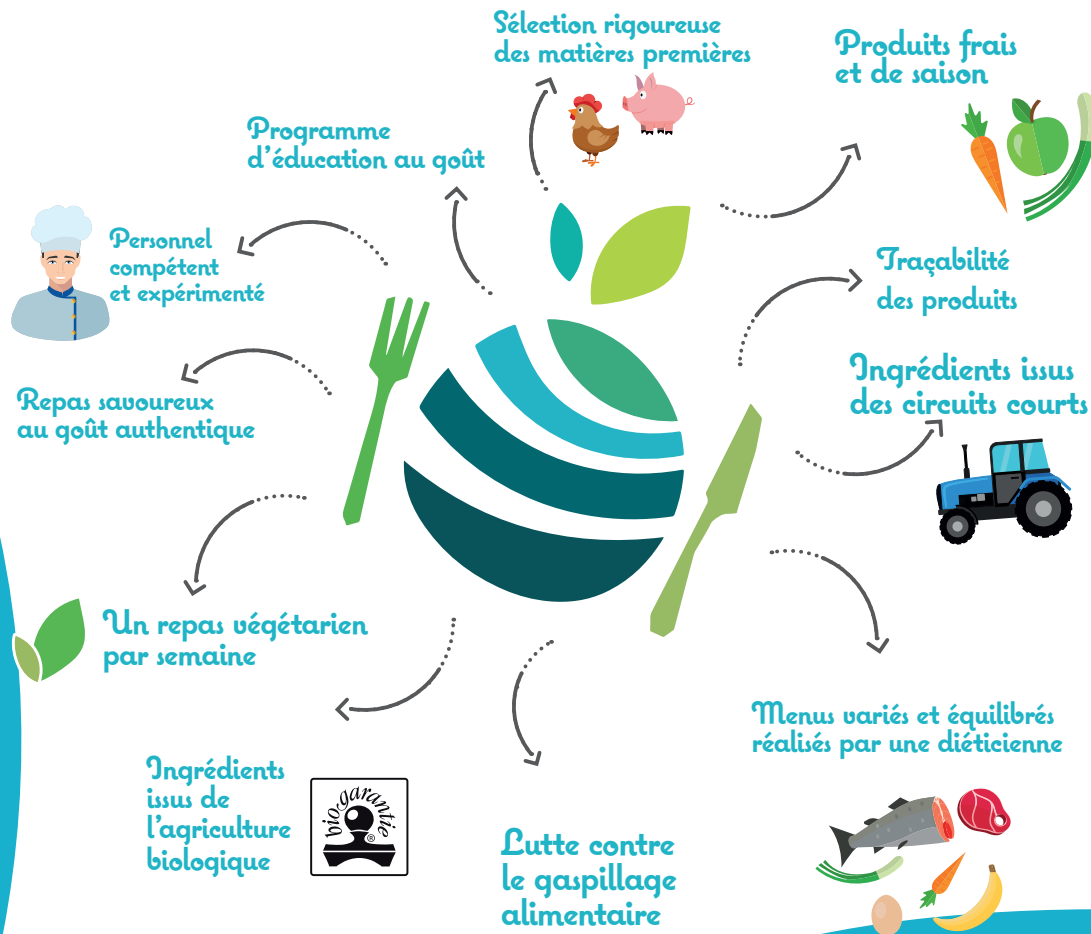 Sélection rigoureuse
des matières premières
Produits frais
et de saison
Programme
d'éducation au goût
Personnel
compétent
et expérimenté
Traçabilité
des produits
Ingrédients issus
des circuits courts
Repas savoureux
au goût authentique
Un repas végétarien
par semaine
Menus variés et équilibrés
réalisés par une diététicienne
Ingrédients
issus de
l'agriculture
biologique
biogarantie
®
Lutte contre
le gaspillage
alimentaire